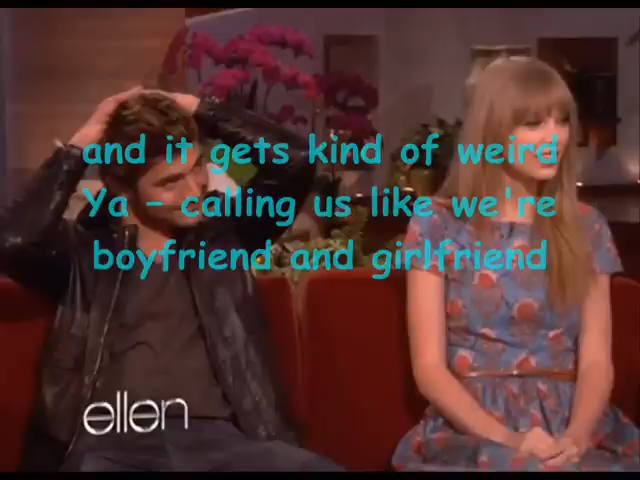 and it gets kind of weird
Ya - calling us like we're
boyfriend and girlfriend
ellen